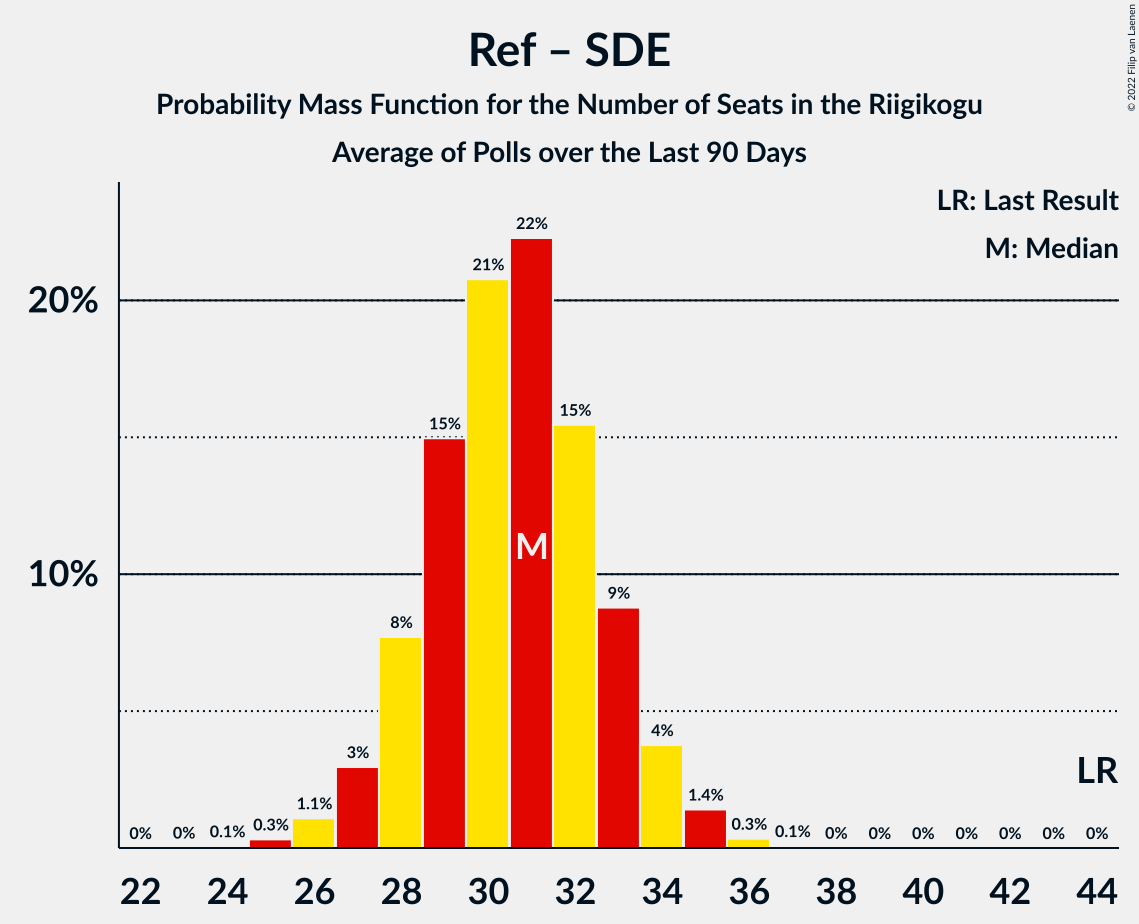 Ref – SDE
Probability Mass Function for the Number of Seats in the Riigikogu
Average of Polls over the Last 90 Days
© 2022 Filip van Laenen
LR: Last Result
M: Median
20%
10%
0% 0% 0.1% 0.3% 1.1% 3% 8% 15% 21% 22% 15% 9% 4% 1.4% 0.3% 0.1% 0% 0% 0% 0% 0% 0% 0%
M
LR
22 24 26 28 30 32 34 36 38 40 42 44